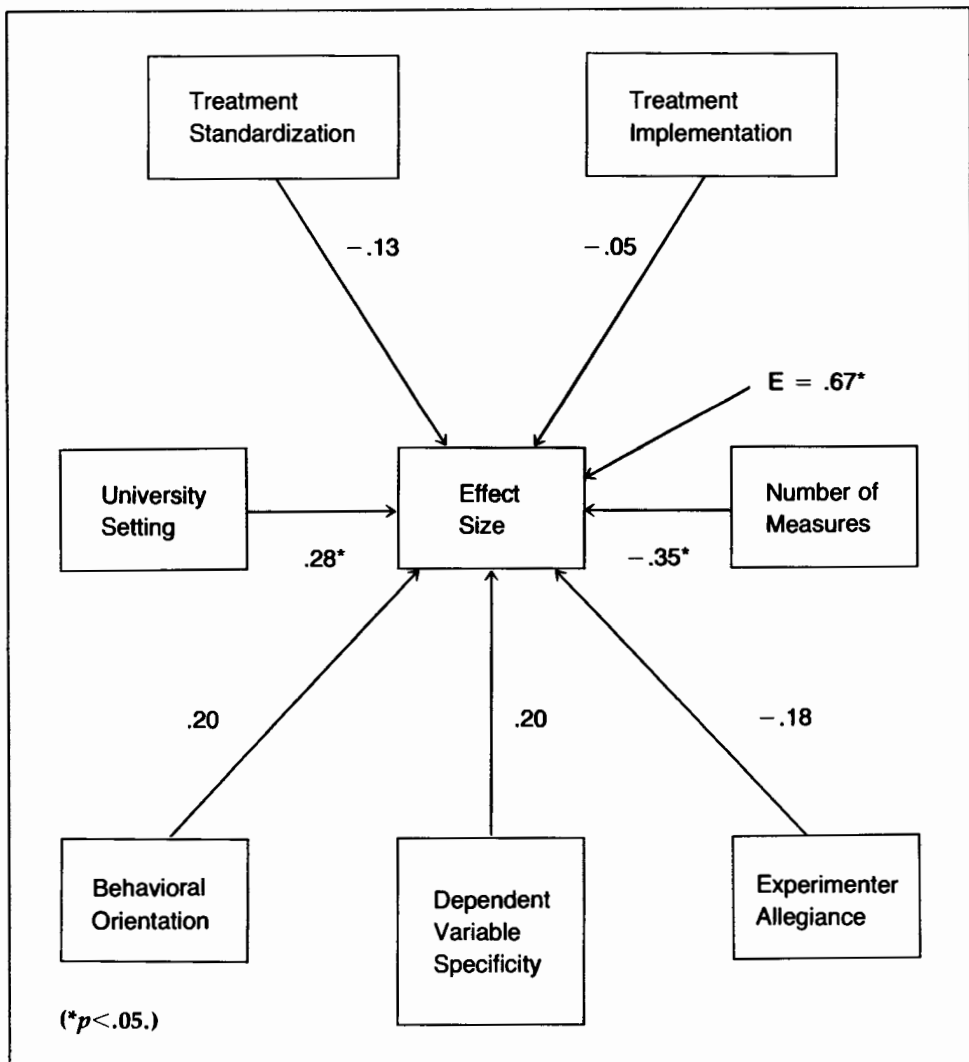 Treatment
Standardization
Treatment
Implementation
−.13
−.05
E = .67*
University
Setting
Effect
Size
Number of
Measures
.28*
−.35*
.20
.20
−.18
Behavioral
Orientation
Dependent
Variable
Specificity
Experimenter
Allegiance
(*p<.05.)